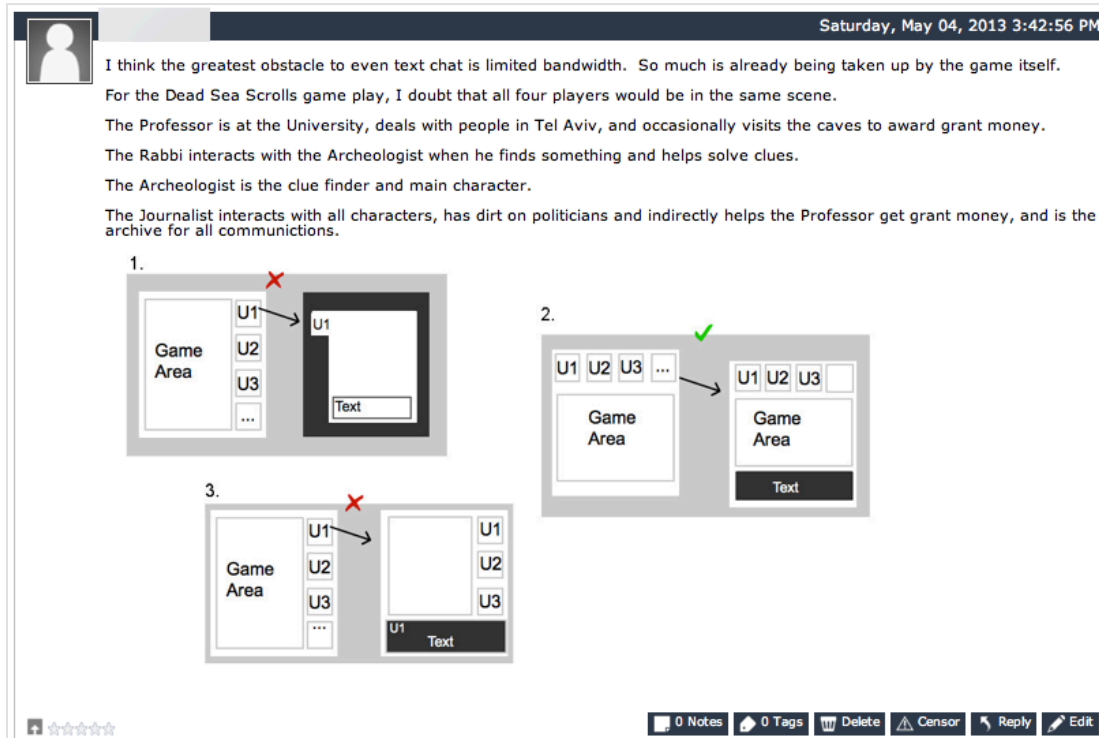 Saturday, May 04, 2013 3:42:56 PM
I think the greatest obstacle to even text chat is limited bandwidth.  So much is already being taken up by the game itself.
For the Dead Sea Scrolls game play, I doubt that all four players would be in the same scene.
The Professor is at the University, deals with people in Tel Aviv, and occasionally visits the caves to award grant money.
The Rabbi interacts with the Archeologist when he finds something and helps solve clues.
The Archeologist is the clue finder and main character.
The Journalist interacts with all characters, has dirt on politicians and indirectly helps the Professor get grant money, and is the
archive for all communictions.
1.
Game
Area
U1
U2
U3
...
U1
Text
2.
U1 U2 U3 ...
Game
Area
U1 U2 U3
Game
Area
Text
3.
Game
Area
U1
U2
U3
...
U1
U2
U3
U1
Text
0 Notes 0 Tags Delete Censor Reply Edit